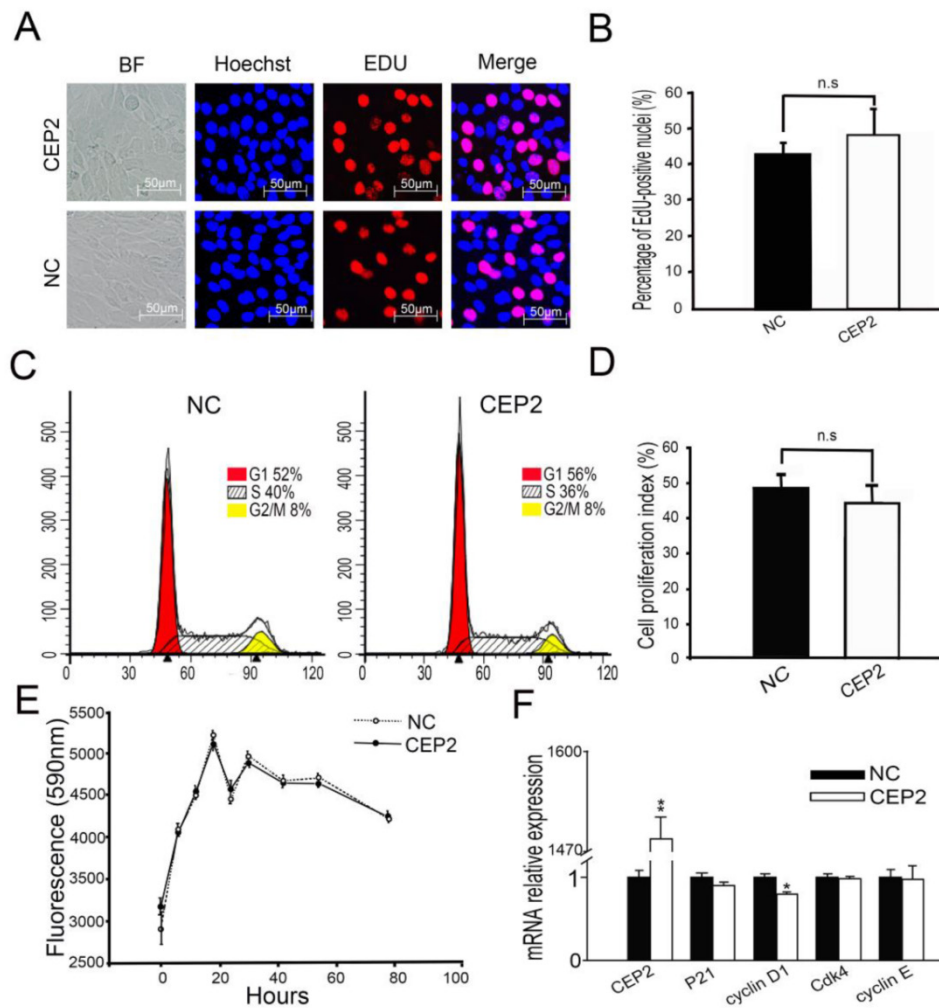 A
BF Hoechst EDU Merge
CEP2
50μm 50μm 50μm 50μm
NC
50μm 50μm 50μm 50μm
B
n.s
Percentage of EdU-positive nuclei (%)
60
50
40
30
20
10
0
NC CEP2
C
NC
G1 52%
S 40%
G2/M 8%
500
400
300
200
100
0
0 30 60 90 120
CEP2
G1 56%
S 36%
G2/M 8%
500
400
300
200
100
0
0 30 60 90 120
D
n.s
Cell proliferation index (%)
60
50
40
30
20
10
0
NC CEP2
E
NC
CEP2
Fluorescence (590nm)
5500
5000
4500
4000
3500
3000
2500
0 20 40 60 80 100
Hours
F
NC
CEP2
mRNA relative expression
1600
1470
1
0
**
*
CEP2 P21 cyclin D1 Cdk4 cyclin E